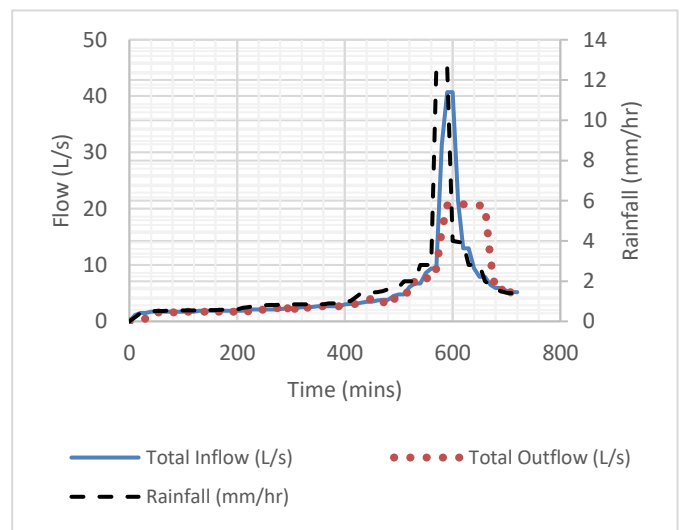 50
40
30
20
10
0
Flow (L/s)
14
12
10
8
6
4
2
0
Rainfall (mm/hr)
0 200 400 600 800
Time (mins)
Total Inflow (L/s) Total Outflow (L/s)
Rainfall (mm/hr)